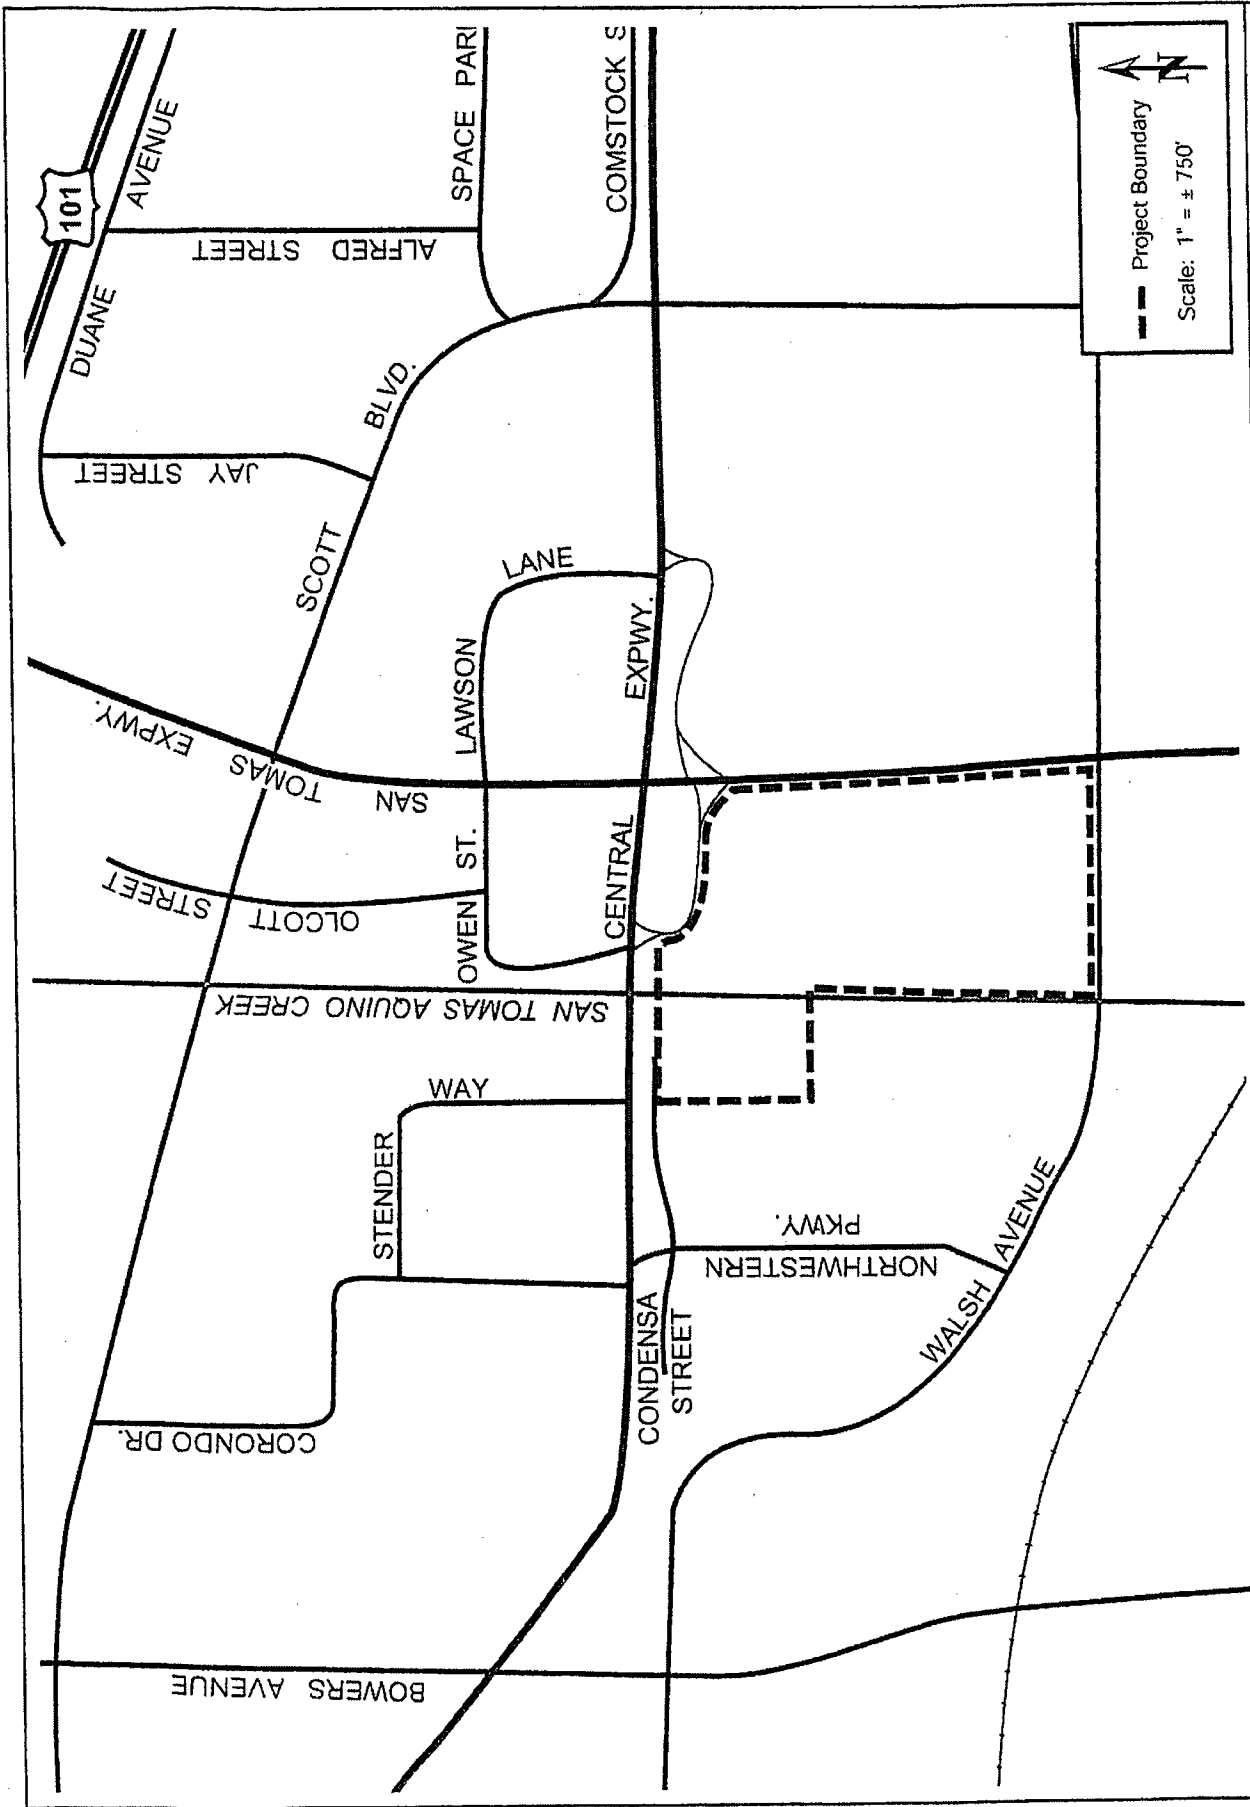 101
DUANE AVENUE
ALFRED STREET
SPACE PAR
COMSTOCK S
JAY STREET
SCOTT BLVD.
LAWSON LANE
SAN TOMAS EXPWY.
OLCOTT STREET
OWEN ST.
CENTRAL EXPWY.
SAN TOMAS AQUINO CREEK
STENDER WAY
CORONDO DR.
CONDENSA
STREET
NORTHWESTERN
PKWY.
WALSH AVENUE
BOWERS AVENUE
Project Boundary
Scale: 1" = ± 750'
N